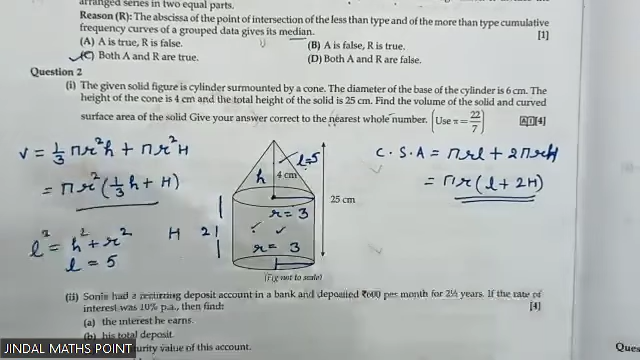 arranged series in two equal parts.
Reason (R): The abscissa of the point of intersection of the less than type and of the more than type cumulative
frequency curves of a grouped data gives its median. [1]
(A) A is true, R is false. (B) A is false, R is true.
(C) Both A and R are true. (D) Both A and R are false.
Question 2
(i) The given solid figure is cylinder surmounted by a cone. The diameter of the base of the cylinder is 6 cm. The
height of the cone is 4 cm and the total height of the solid is 25 cm. Find the volume of the solid and curved
surface area of the solid Give your answer correct to the nearest whole number. (Use π = 22/7) [4]
V = 1/3 πr²h + πr²H
= πr² (1/3 h + H)
l² = h² + r²
l = 5
H 21
h
4 cm
l=5
r = 3
r = 3
25 cm
(Fig not to scale)
C.S.A = πrl + 2πrH
= πr (l + 2H)
(ii) Sonia had a recurring deposit account in a bank and deposited ₹600 per month for 2½ years. If the rate of
interest was 10% p.a., then find: [4]
(a) the interest he earns.
(b) his total deposit.
urity value of this account.
Ques
JINDAL MATHS POINT